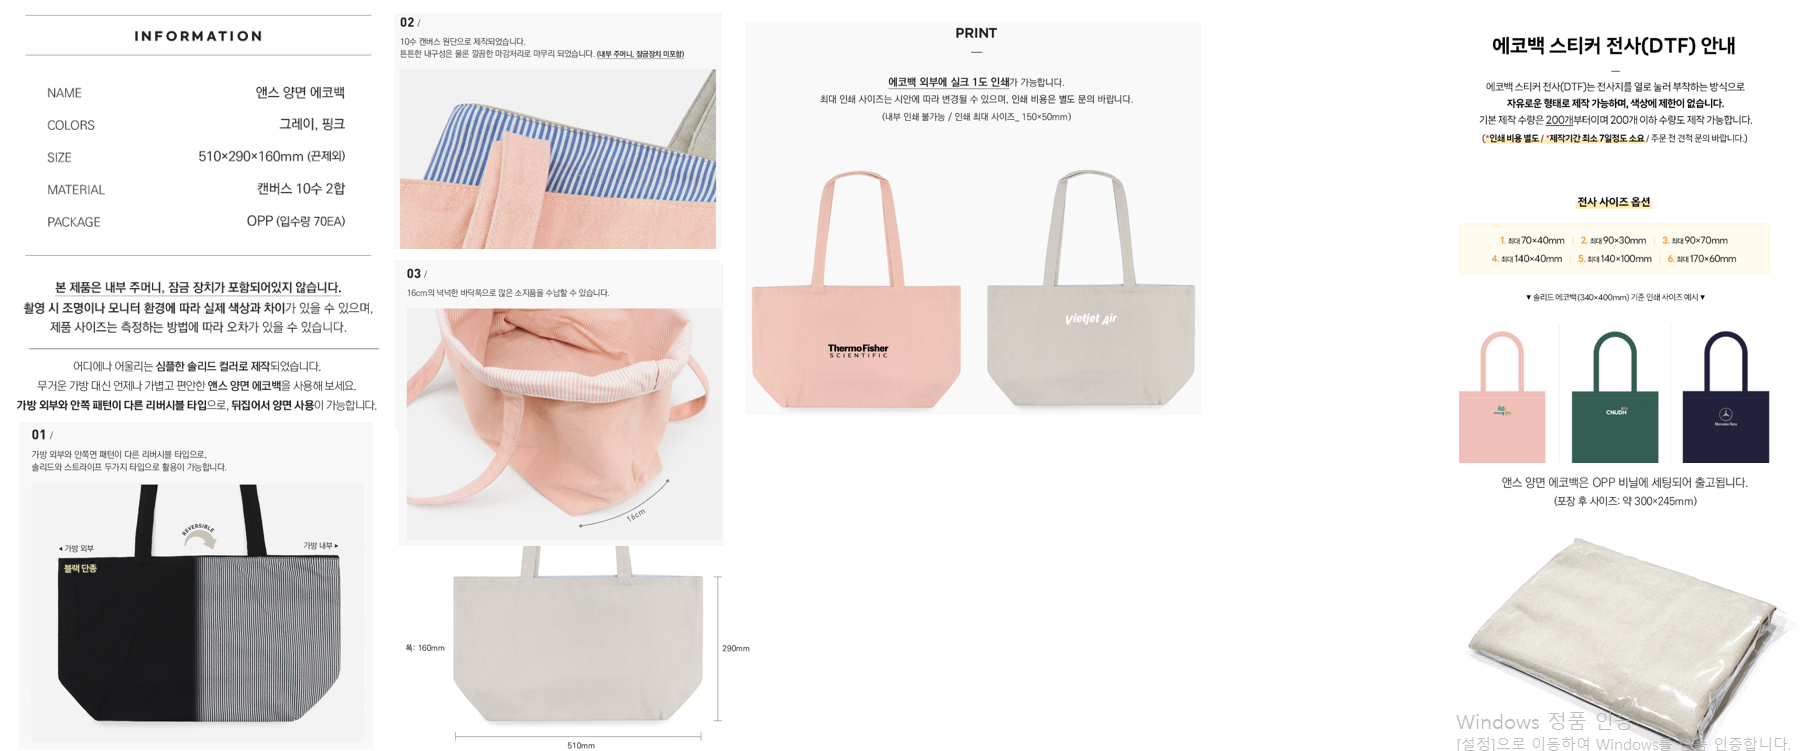 INFORMATION
NAME 앤스 양면 에코백
COLORS 그레이, 핑크
SIZE 510×290×160mm (끈제외)
MATERIAL 캔버스 10수 2합
PACKAGE OPP (입수량 70EA)
본 제품은 내부 주머니, 잠금 장치가 포함되어있지 않습니다.
촬영 시 조명이나 모니터 환경에 따라 실제 색상과 차이가 있을 수 있으며,
제품 사이즈는 측정하는 방법에 따라 오차가 있을 수 있습니다.
어디에나 어울리는 심플한 솔리드 컬러로 제작되었습니다.
무거운 가방 대신 언제나 가볍고 편안한 앤스 양면 에코백을 사용해 보세요.
가방 외부와 안쪽 패턴이 다른 리버시블 타입으로, 뒤집어서 양면 사용이 가능합니다.
01 /
가방 외부와 안쪽면 패턴이 다른 리버시블 타입으로,
솔리드와 스트라이프 두가지 타입으로 활용이 가능합니다.
REVERSIBLE
◂ 가방 외부
가방 내부 ▸
블랙 단종
02 /
10수 캔버스 원단으로 제작되었습니다.
튼튼한 내구성은 물론 깔끔한 마감처리로 마무리 되었습니다. (내부 주머니, 잠금장치 미포함)
03 /
16cm의 넉넉한 바닥폭으로 많은 소지품을 수납할 수 있습니다.
16cm
폭: 160mm
290mm
510mm
PRINT
에코백 외부에 실크 1도 인쇄가 가능합니다.
최대 인쇄 사이즈는 시안에 따라 변경될 수 있으며, 인쇄 비용은 별도 문의 바랍니다.
(내부 인쇄 불가능 / 인쇄 최대 사이즈_ 150×50mm)
ThermoFisher
SCIENTIFIC
Vietjet Air
에코백 스티커 전사(DTF) 안내
에코백 스티커 전사(DTF)는 전사지를 열로 눌러 부착하는 방식으로
자유로운 형태로 제작 가능하며, 색상에 제한이 없습니다.
기본 제작 수량은 200개부터이며 200개 이하 수량도 제작 가능합니다.
(*인쇄 비용 별도 / *제작기간 최소 7일정도 소요 / 주문 전 견적 문의 바랍니다.)
전사 사이즈 옵션
1. 최대 70×40mm | 2. 최대 90×30mm | 3. 최대 90×70mm
4. 최대 140×40mm | 5. 최대 140×100mm | 6. 최대 170×60mm
▾ 솔리드 에코백(340×400mm) 기준 인쇄 사이즈 예시 ▾
CNUDH
Mercedes-Benz
앤스 양면 에코백은 OPP 비닐에 세팅되어 출고됩니다.
(포장 후 사이즈: 약 300×245mm)
Windows 정품 인증
[설정]으로 이동하여 Windows를 정품 인증합니다.